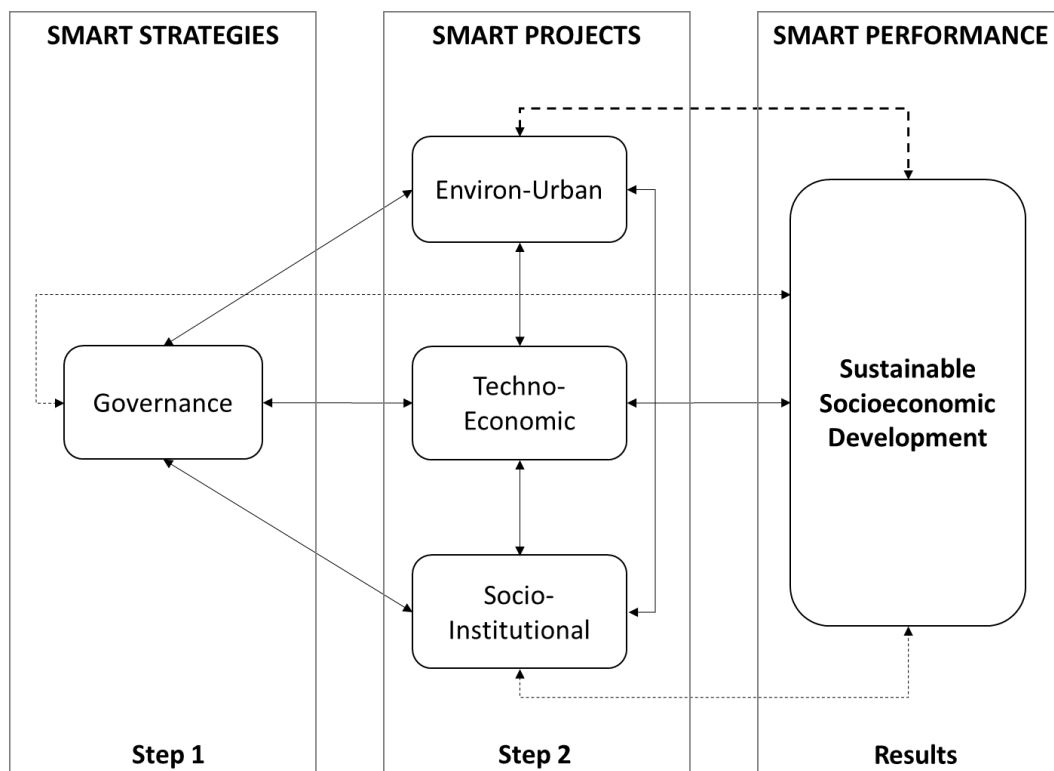 SMART STRATEGIES
SMART PROJECTS
SMART PERFORMANCE
Environ-Urban
Governance
Techno-
Economic
Sustainable
Socioeconomic
Development
Socio-
Institutional
Step 1
Step 2
Results